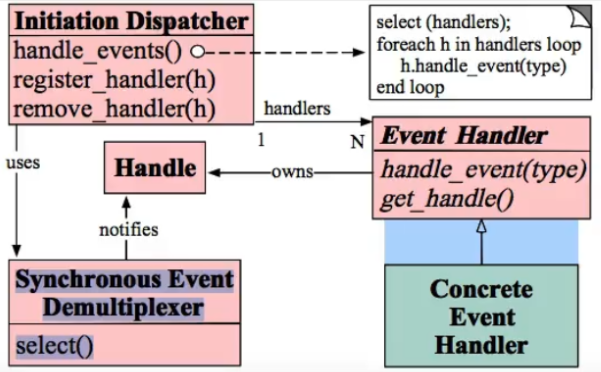 Initiation Dispatcher
handle_events()
register_handler(h)
remove_handler(h)
select (handlers);
foreach h in handlers loop
h.handle_event(type)
end loop
handlers
1
N
uses
Handle
owns
Event Handler
handle_event(type)
get_handle()
notifies
Synchronous Event
Demultiplexer
select()
Concrete
Event
Handler